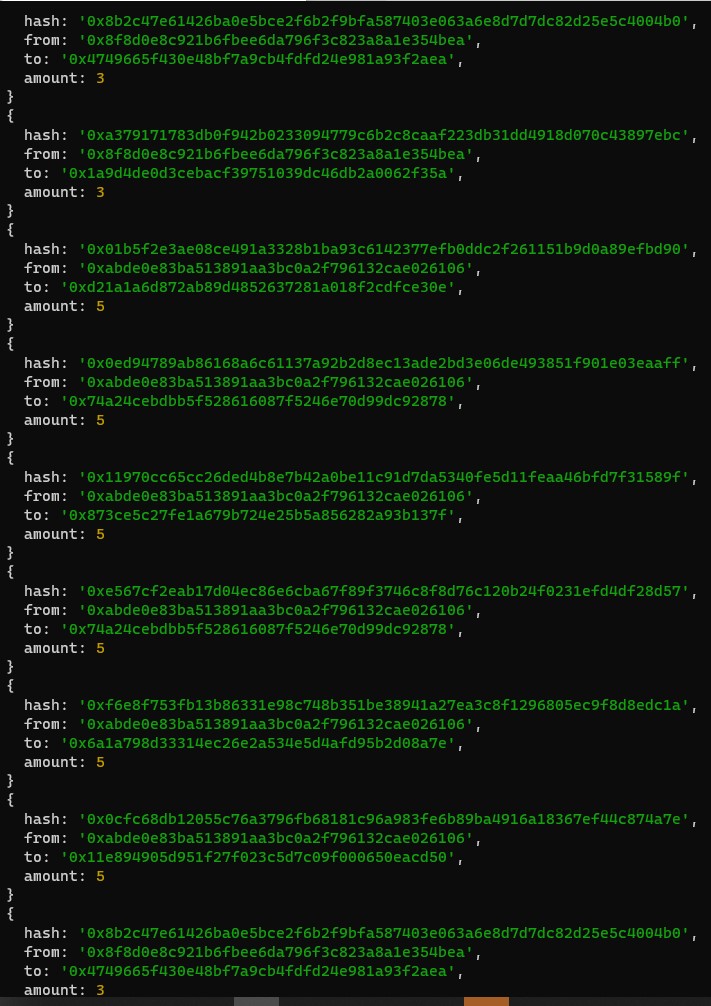 hash: '0x8b2c47e61426ba0e5bce2f6b2f9bfa587403e063a6e8d7d7dc82d25e5c4004b0',
from: '0x8f8d0e8c921b6fbee6da796f3c823a8a1e354bea',
to: '0x4749665f430e48bf7a9cb4fdfd24e981a93f2aea',
amount: 3
}
{
hash: '0xa379171783db0f942b0233094779c6b2c8caaf223db31dd4918d070c43897ebc',
from: '0x8f8d0e8c921b6fbee6da796f3c823a8a1e354bea',
to: '0x1a9d4de0d3cebacf39751039dc46db2a0062f35a',
amount: 3
}
{
hash: '0x01b5f2e3ae08ce491a3328b1ba93c6142377efb0ddc2f261151b9d0a89efbd90',
from: '0xabde0e83ba513891aa3bc0a2f796132cae026106',
to: '0xd21a1a6d872ab89d4852637281a018f2cdfce30e',
amount: 5
}
{
hash: '0x0ed94789ab86168a6c61137a92b2d8ec13ade2bd3e06de493851f901e03eaaff',
from: '0xabde0e83ba513891aa3bc0a2f796132cae026106',
to: '0x74a24cebdbb5f528616087f5246e70d99dc92878',
amount: 5
}
{
hash: '0x11970cc65cc26ded4b8e7b42a0be11c91d7da5340fe5d11feaa46bfd7f31589f',
from: '0xabde0e83ba513891aa3bc0a2f796132cae026106',
to: '0x873ce5c27fe1a679b724e25b5a856282a93b137f',
amount: 5
}
{
hash: '0xe567cf2eab17d04ec86e6cba67f89f3746c8f8d76c120b24f0231efd4df28d57',
from: '0xabde0e83ba513891aa3bc0a2f796132cae026106',
to: '0x74a24cebdbb5f528616087f5246e70d99dc92878',
amount: 5
}
{
hash: '0xf6e8f753fb13b86331e98c748b351be38941a27ea3c8f1296805ec9f8d8edc1a',
from: '0xabde0e83ba513891aa3bc0a2f796132cae026106',
to: '0x6a1a798d33314ec26e2a534e5d4afd95b2d08a7e',
amount: 5
}
{
hash: '0x0cfc68db12055c76a3796fb68181c96a983fe6b89ba4916a18367ef44c874a7e',
from: '0xabde0e83ba513891aa3bc0a2f796132cae026106',
to: '0x11e894905d951f27f023c5d7c09f000650eacd50',
amount: 5
}
{
hash: '0x8b2c47e61426ba0e5bce2f6b2f9bfa587403e063a6e8d7d7dc82d25e5c4004b0',
from: '0x8f8d0e8c921b6fbee6da796f3c823a8a1e354bea',
to: '0x4749665f430e48bf7a9cb4fdfd24e981a93f2aea',
amount: 3